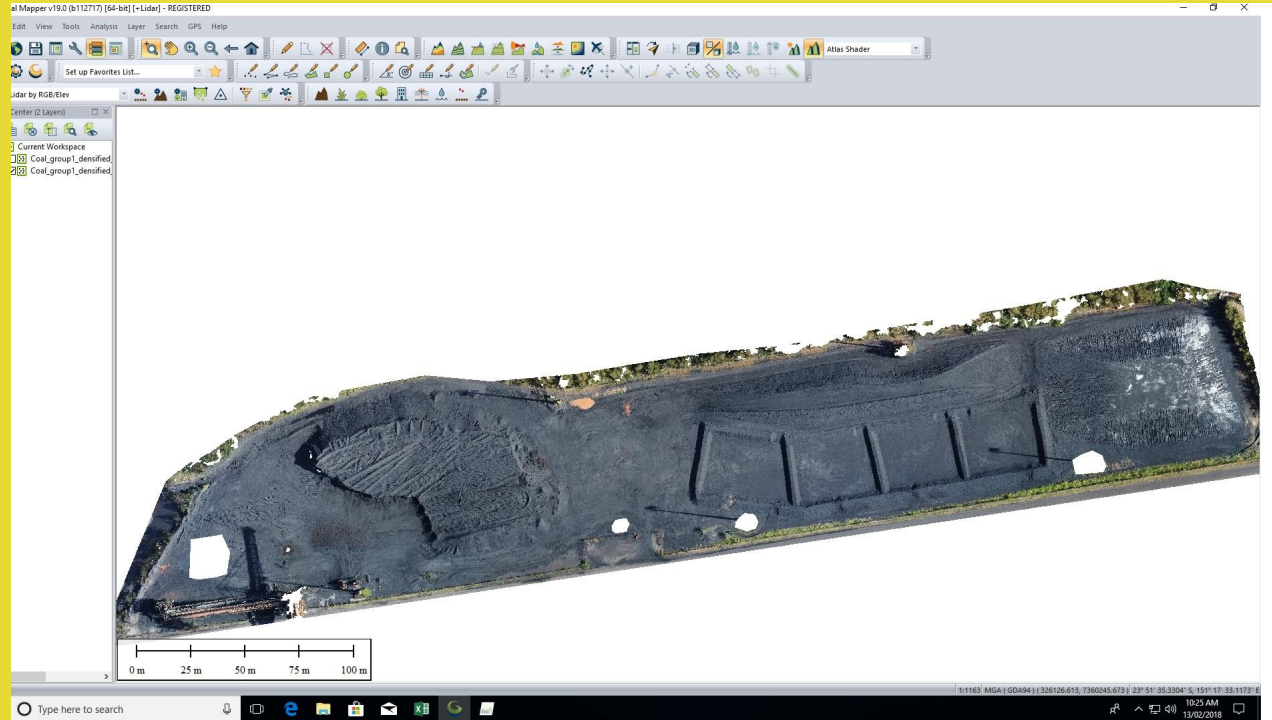 al Mapper v19.0 (b112717) [64-bit] [+Lidar] - REGISTERED
Edit View Tools Analysis Layer Search GPS Help
Atlas Shader
Set up Favorites List...
Lidar by RGB/Elev
Center (2 Layers)
Current Workspace
Coal_group1_densified_
Coal_group1_densified_
0 m 25 m 50 m 75 m 100 m
1:1163 MGA ( GDA94 ) ( 326126.613, 7360245.673 ) 23° 51' 35.3304" S, 151° 17' 33.1173" E
Type here to search
10:25 AM
13/02/2018